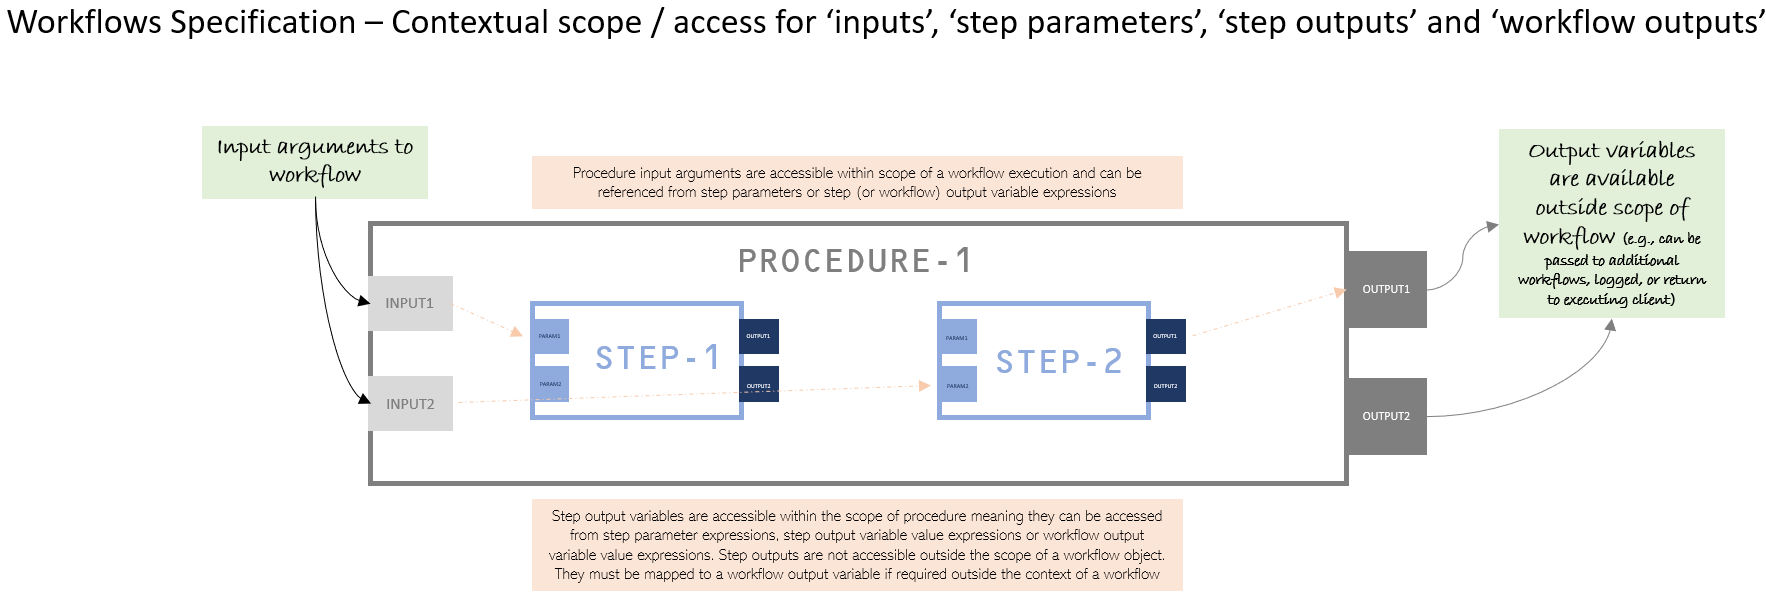 Workflows Specification – Contextual scope / access for ‘inputs’, ‘step parameters’, ‘step outputs’ and ‘workflow outputs’
Input arguments to
workflow
Procedure input arguments are accessible within scope of a workflow execution and can be
referenced from step parameters or step (or workflow) output variable expressions
Output variables
are available
outside scope of
workflow (e.g., can be
passed to additional
workflows, logged, or return
to executing client)
PROCEDURE-1
INPUT1
INPUT2
PARAM1
PARAM2
STEP-1
OUTPUT1
OUTPUT2
PARAM1
PARAM2
STEP-2
OUTPUT1
OUTPUT2
OUTPUT1
OUTPUT2
Step output variables are accessible within the scope of procedure meaning they can be accessed
from step parameter expressions, step output variable value expressions or workflow output
variable value expressions. Step outputs are not accessible outside the scope of a workflow object.
They must be mapped to a workflow output variable if required outside the context of a workflow